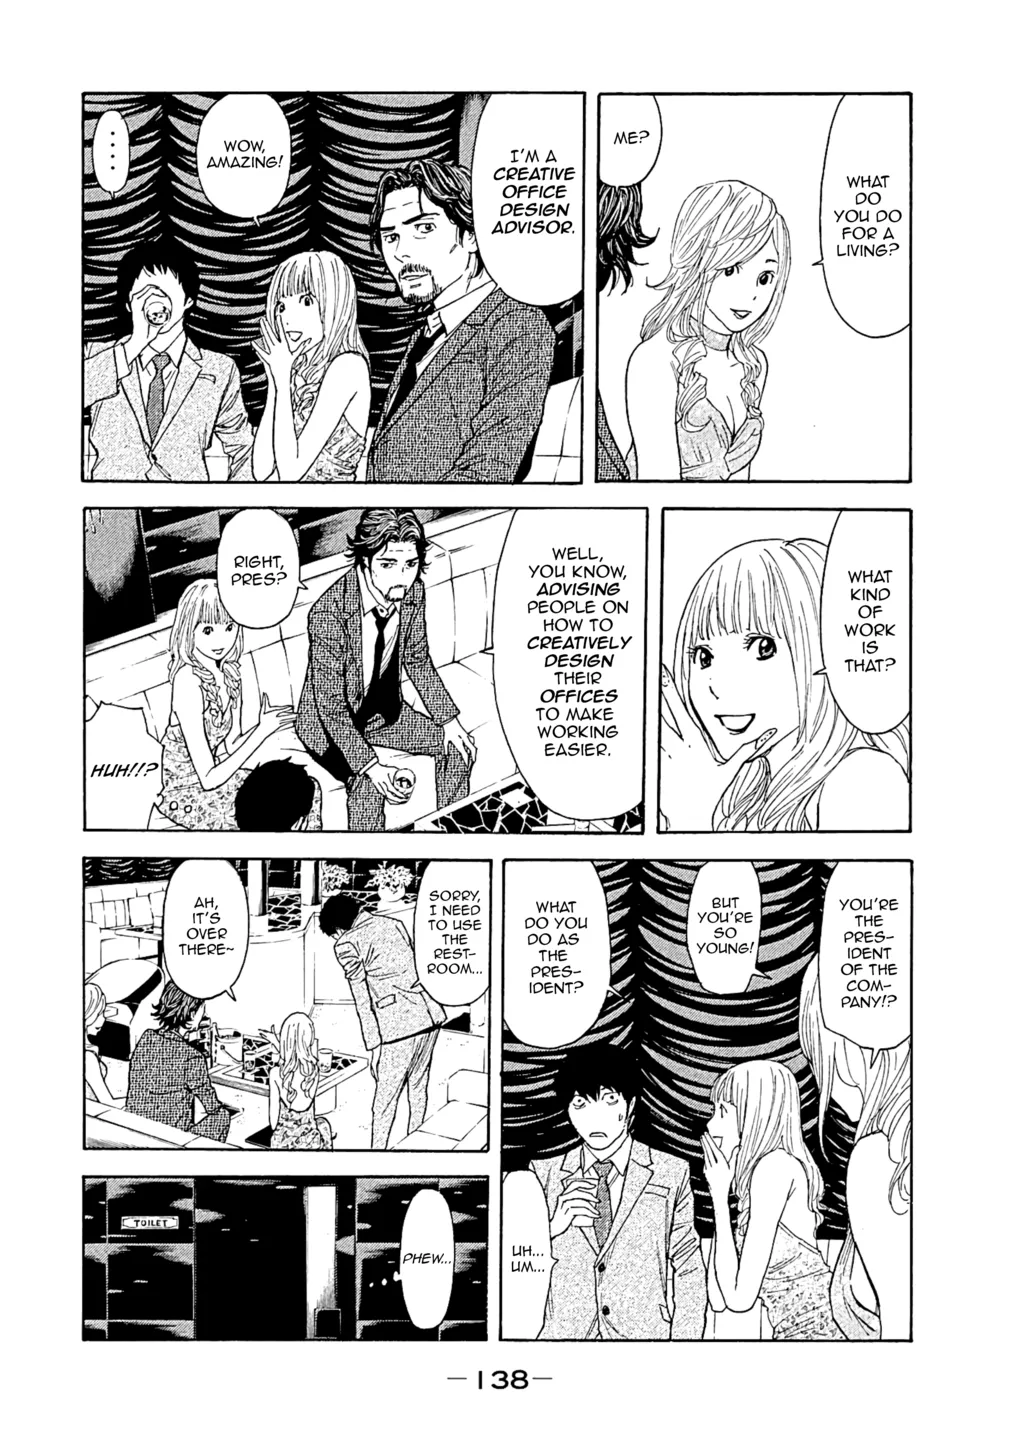 WHAT
DO
YOU DO
FOR A
LIVING?
ME?
I'M A
CREATIVE
OFFICE
DESIGN
ADVISOR.
WOW,
AMAZING!
....
WHAT
KIND
OF
WORK
IS
THAT?
WELL,
YOU KNOW,
ADVISING
PEOPLE ON
HOW TO
CREATIVELY
DESIGN
THEIR
OFFICES
TO MAKE
WORKING
EASIER.
RIGHT,
PRES?
HUH!!?
YOU'RE
THE
PRES-
IDENT
OF THE
COM-
PANY!?
BUT
YOU'RE
SO
YOUNG!
WHAT
DO YOU
DO AS
THE
PRES-
IDENT?
UH...
UM...
SORRY,
I NEED
TO USE
THE
REST-
ROOM...
AH,
IT'S
OVER
THERE~
TOILET
PHEW...
—138—